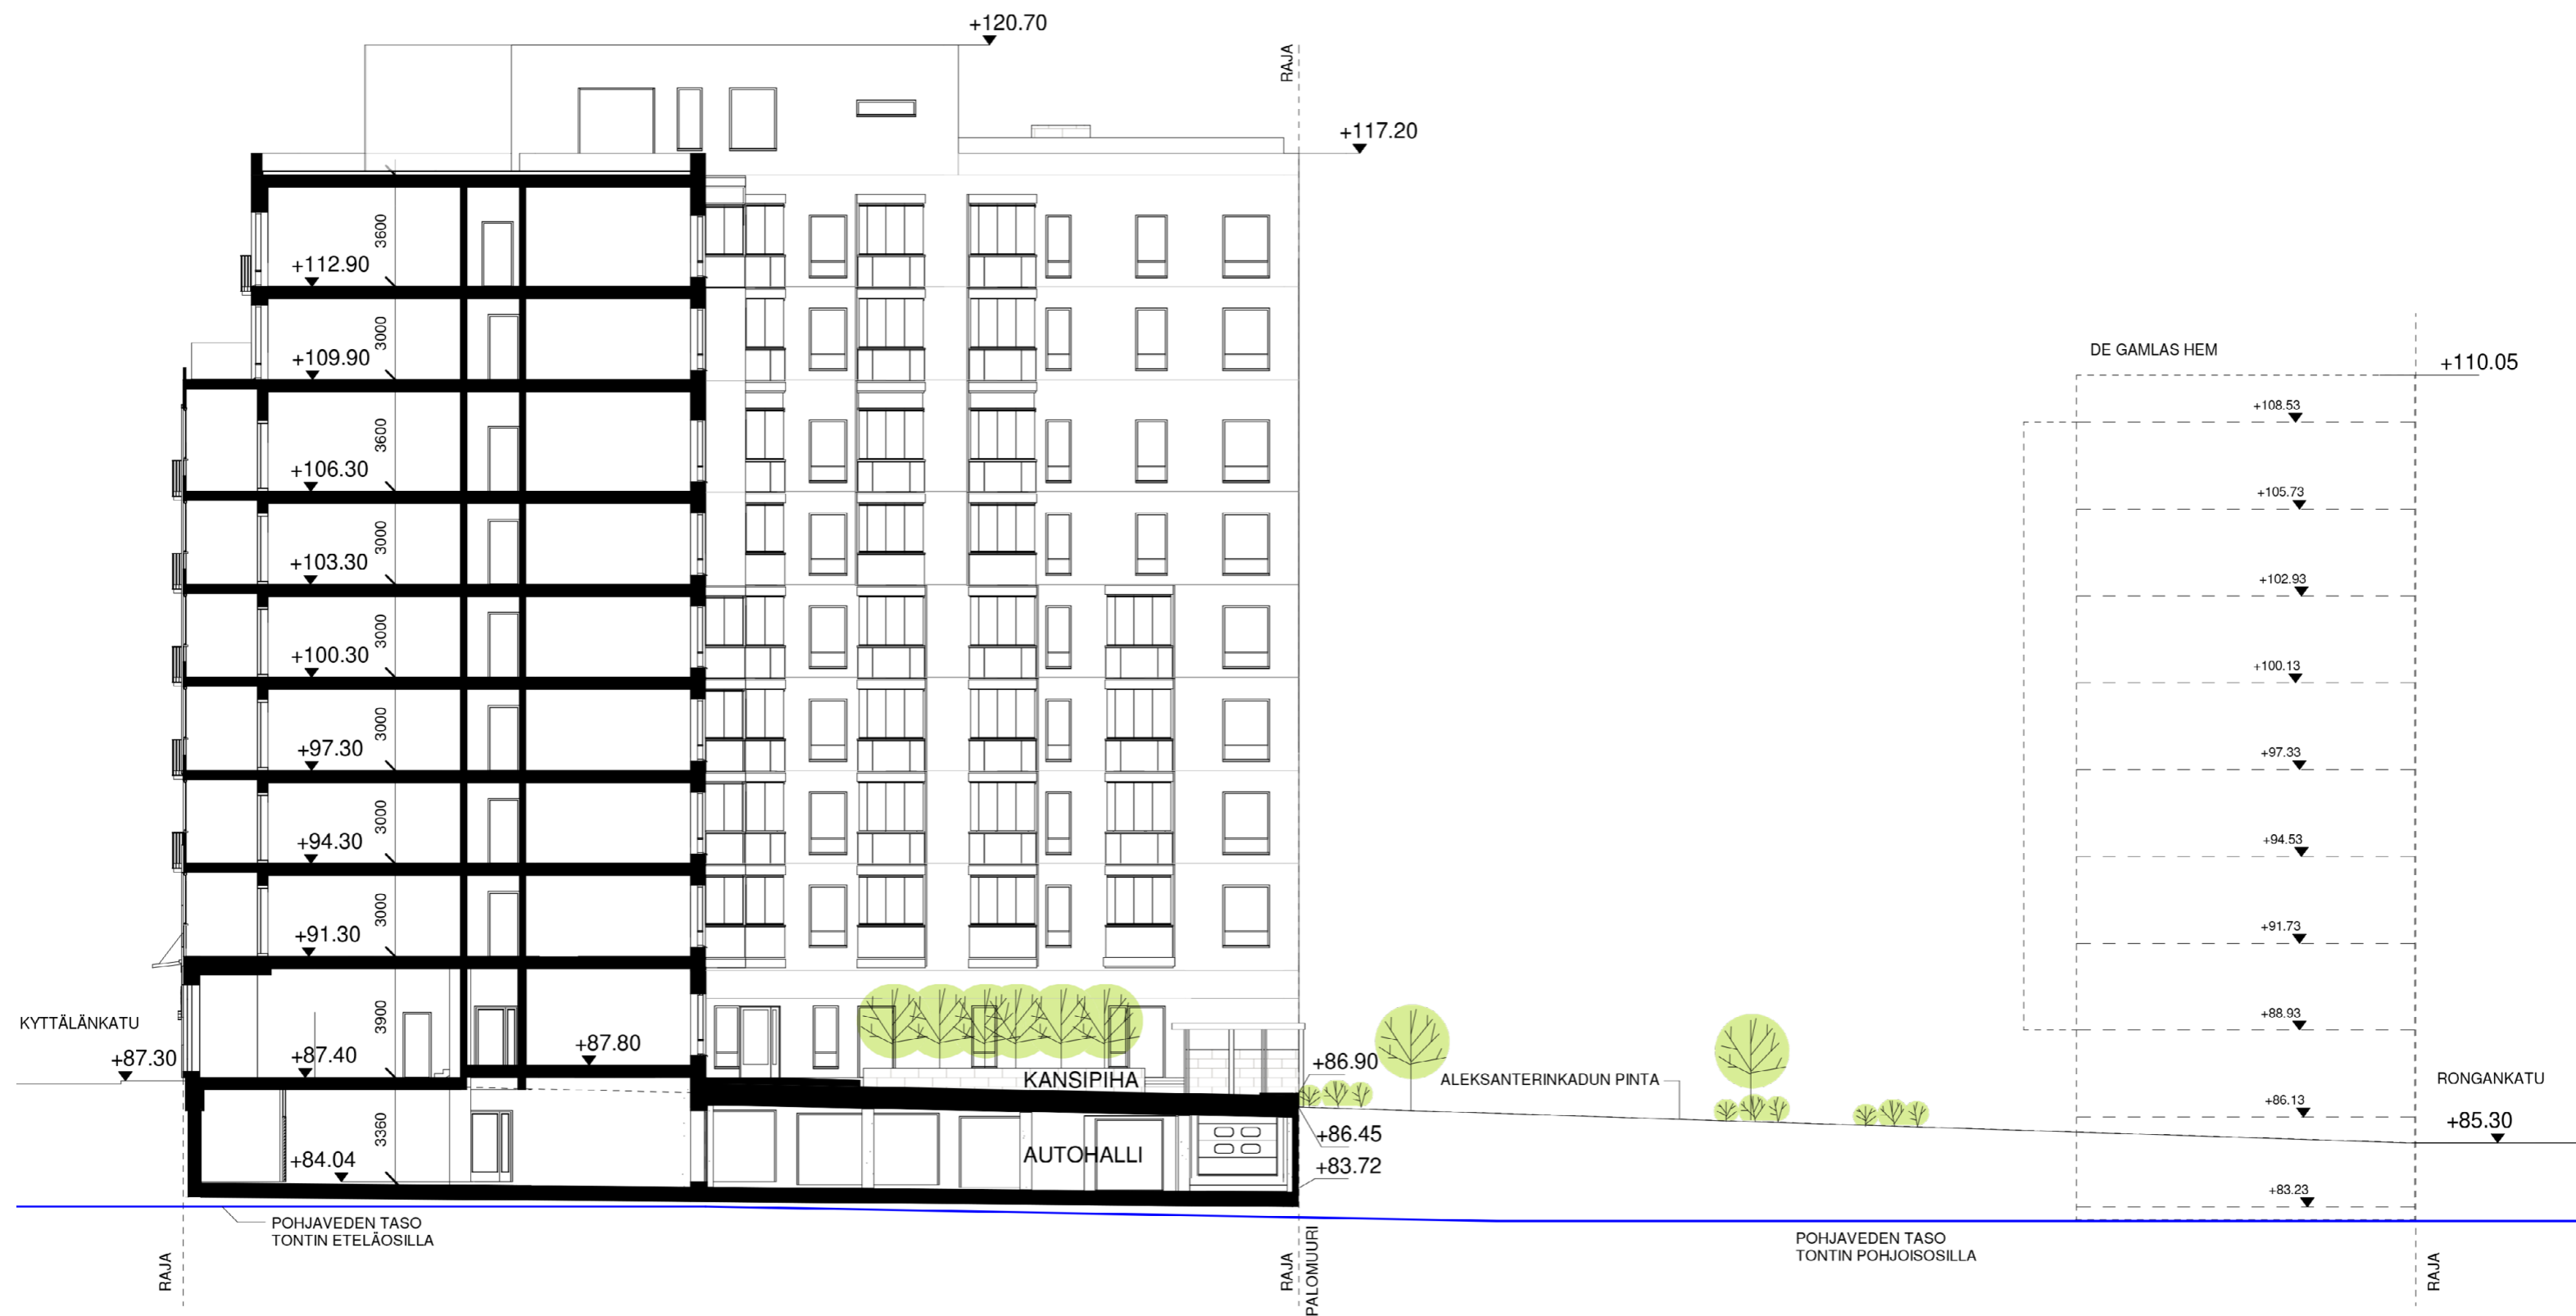 +120.70
RAJA
+117.20
3600
+112.90
3000
+109.90
DE GAMLAS HEM
+110.05
+108.53
3600
+106.30
+105.73
3000
+103.30
+102.93
3000
+100.30
+100.13
3000
+97.30
+97.33
3000
+94.30
+94.53
3000
+91.30
+91.73
3900
KYTTÄLÄNKATU
+87.30
+87.40
+87.80
KANSIPIHA
+86.90
ALEKSANTERINKADUN PINTA
+88.93
RONGANKATU
+86.13
+85.30
3360
+84.04
AUTOHALLI
+86.45
+83.72
+83.23
POHJAVEDEN TASO
TONTIN ETELÄOSILLA
POHJAVEDEN TASO
TONTIN POHJOISOSILLA
RAJA
RAJA
PALOMUURI
RAJA